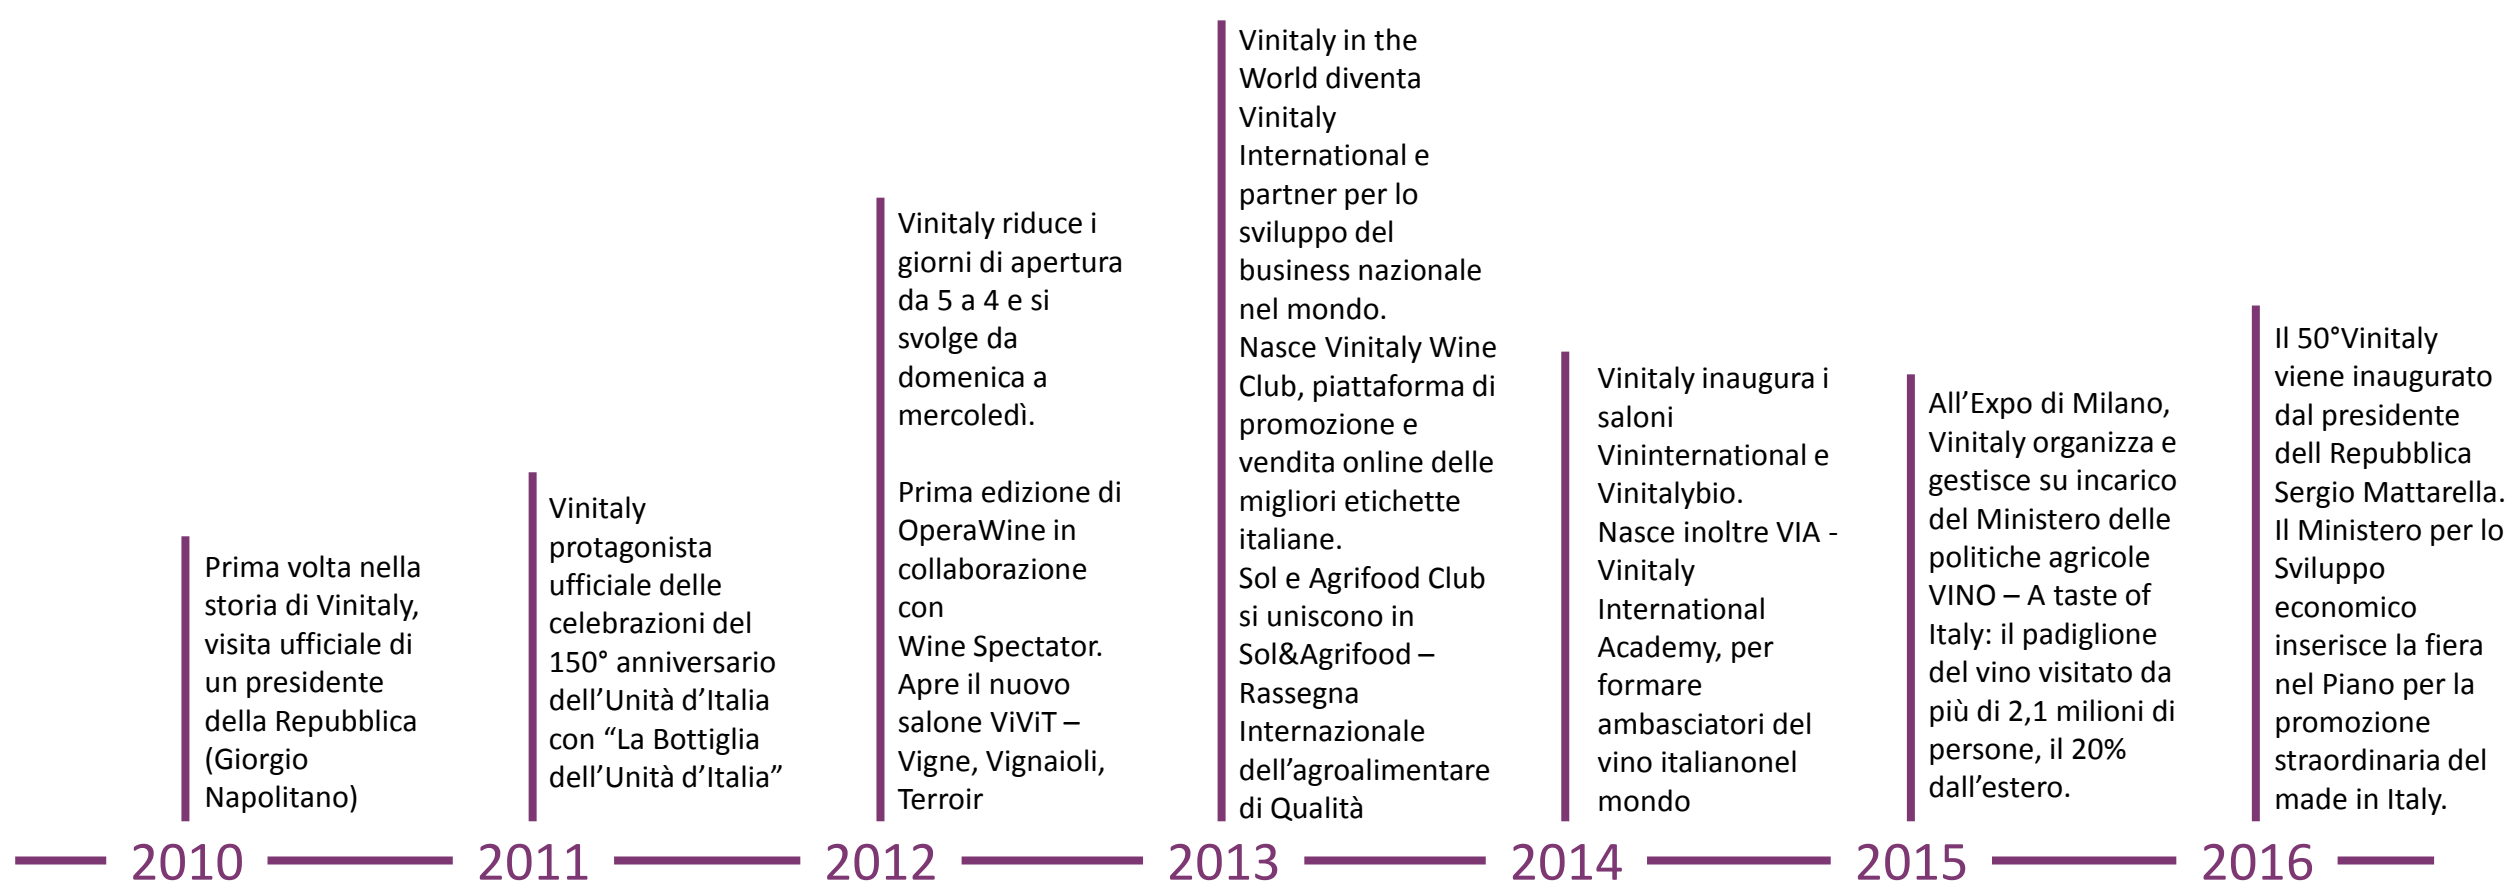 Prima volta nella
storia di Vinitaly,
visita ufficiale di
un presidente
della Repubblica
(Giorgio
Napolitano)
2010
Vinitaly
protagonista
ufficiale delle
celebrazioni del
150° anniversario
dell’Unità d’Italia
con “La Bottiglia
dell’Unità d’Italia”
2011
Vinitaly riduce i
giorni di apertura
da 5 a 4 e si
svolge da
domenica a
mercoledì.
Prima edizione di
OperaWine in
collaborazione
con
Wine Spectator.
Apre il nuovo
salone ViViT –
Vigne, Vignaioli,
Terroir
2012
Vinitaly in the
World diventa
Vinitaly
International e
partner per lo
sviluppo del
business nazionale
nel mondo.
Nasce Vinitaly Wine
Club, piattaforma di
promozione e
vendita online delle
migliori etichette
italiane.
Sol e Agrifood Club
si uniscono in
Sol&Agrifood –
Rassegna
Internazionale
dell’agroalimentare
di Qualità
2013
Vinitaly inaugura i
saloni
Vininternational e
Vinitalybio.
Nasce inoltre VIA -
Vinitaly
International
Academy, per
formare
ambasciatori del
vino italianonel
mondo
2014
All’Expo di Milano,
Vinitaly organizza e
gestisce su incarico
del Ministero delle
politiche agricole
VINO – A taste of
Italy: il padiglione
del vino visitato da
più di 2,1 milioni di
persone, il 20%
dall’estero.
2015
Il 50°Vinitaly
viene inaugurato
dal presidente
dell Repubblica
Sergio Mattarella.
Il Ministero per lo
Sviluppo
economico
inserisce la fiera
nel Piano per la
promozione
straordinaria del
made in Italy.
2016